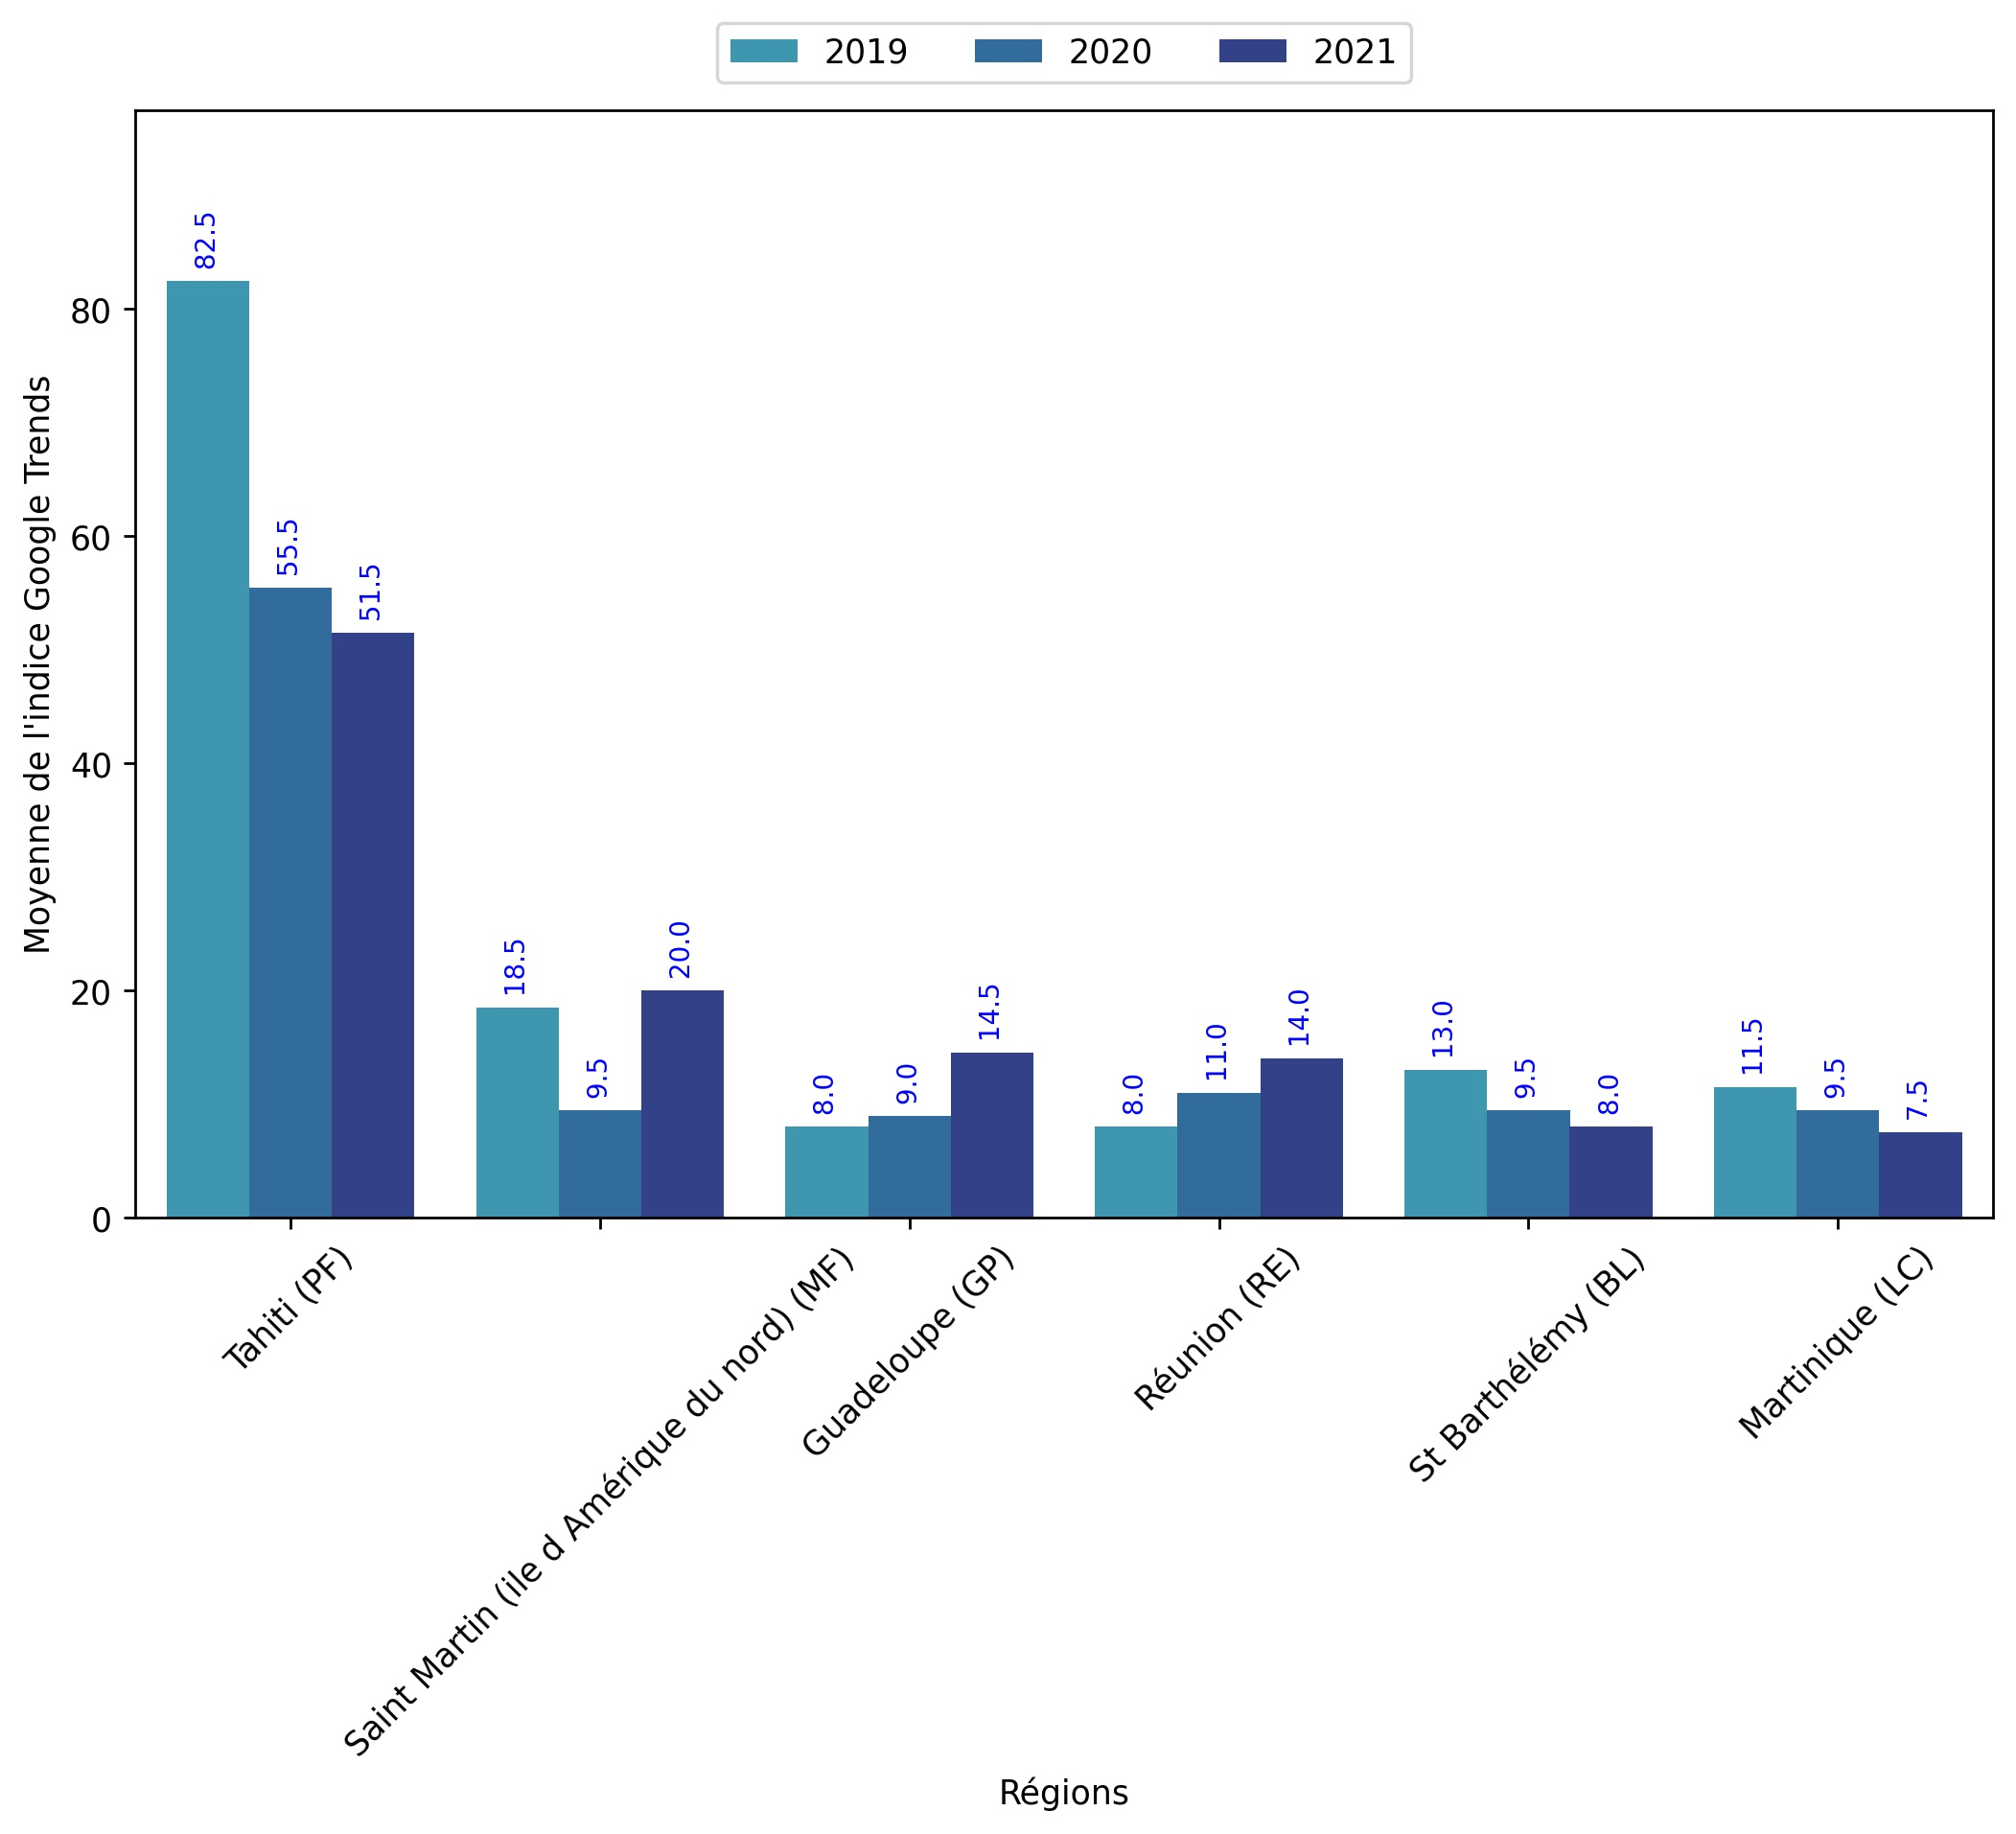 2019 2020 2021
Moyenne de l'indice Google Trends
80
60
40
20
0
82.5
55.5
51.5
18.5
9.5
20.0
8.0
9.0
14.5
8.0
11.0
14.0
13.0
9.5
8.0
11.5
9.5
7.5
Tahiti (PF)
Saint Martin (ile d Amérique du nord) (MF)
Guadeloupe (GP)
Réunion (RE)
St Barthélémy (BL)
Martinique (LC)
Régions